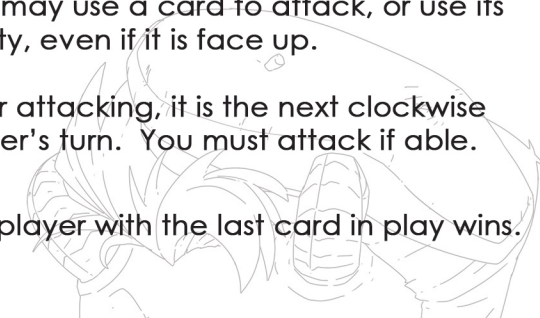 may use a card to attack, or use its
ty, even if it is face up.
r attacking, it is the next clockwise
er's turn.  You must attack if able.
player with the last card in play wins.